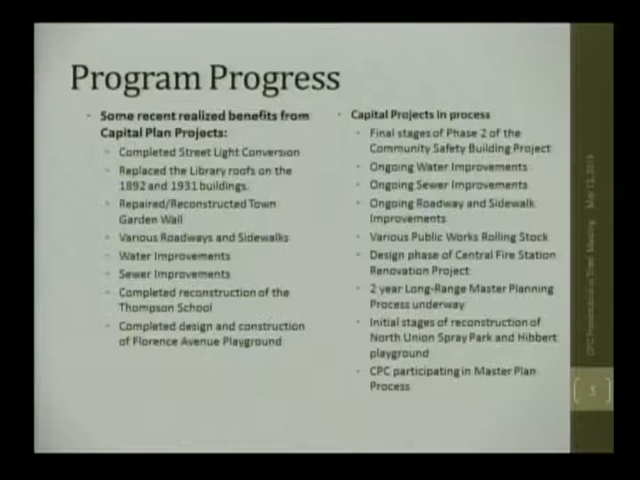 Program Progress
Some recent realized benefits from
Capital Plan Projects:
Completed Street Light Conversion
Replaced the Library roofs on the
1892 and 1931 buildings.
Repaired/Reconstructed Town
Garden Wall
Various Roadways and Sidewalks
Water Improvements
Sewer Improvements
Completed reconstruction of the
Thompson School
Completed design and construction
of Florence Avenue Playground
Capital Projects in process
Final stages of Phase 2 of the
Community Safety Building Project
Ongoing Water Improvements
Ongoing Sewer Improvements
Ongoing Roadway and Sidewalk
Improvements
Various Public Works Rolling Stock
Design phase of Central Fire Station
Renovation Project
2 year Long-Range Master Planning
Process underway
Initial stages of reconstruction of
North Union Spray Park and Hibbert
playground
CPC participating in Master Plan
Process
CPC Presentation at Town Meeting